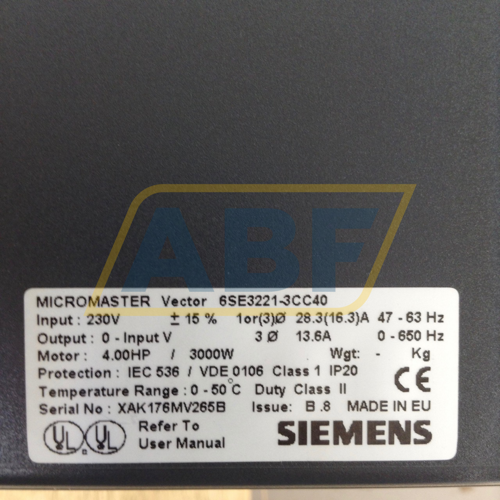 ABF
MICROMASTER Vector 6SE3221-3CC40
Input : 230V ± 15 % 1or(3)Ø 28.3(16.3)A 47 - 63 Hz
Output : 0 - Input V 3 Ø 13.6A 0 - 650 Hz
Motor : 4.00HP / 3000W Wgt: - Kg
Protection : IEC 536 / VDE 0106 Class 1 IP20
Temperature Range : 0 - 50°C Duty Class II
Serial No : XAK176MV265B Issue: B .8 MADE IN EU
CE
UL UL Refer To
User Manual
SIEMENS